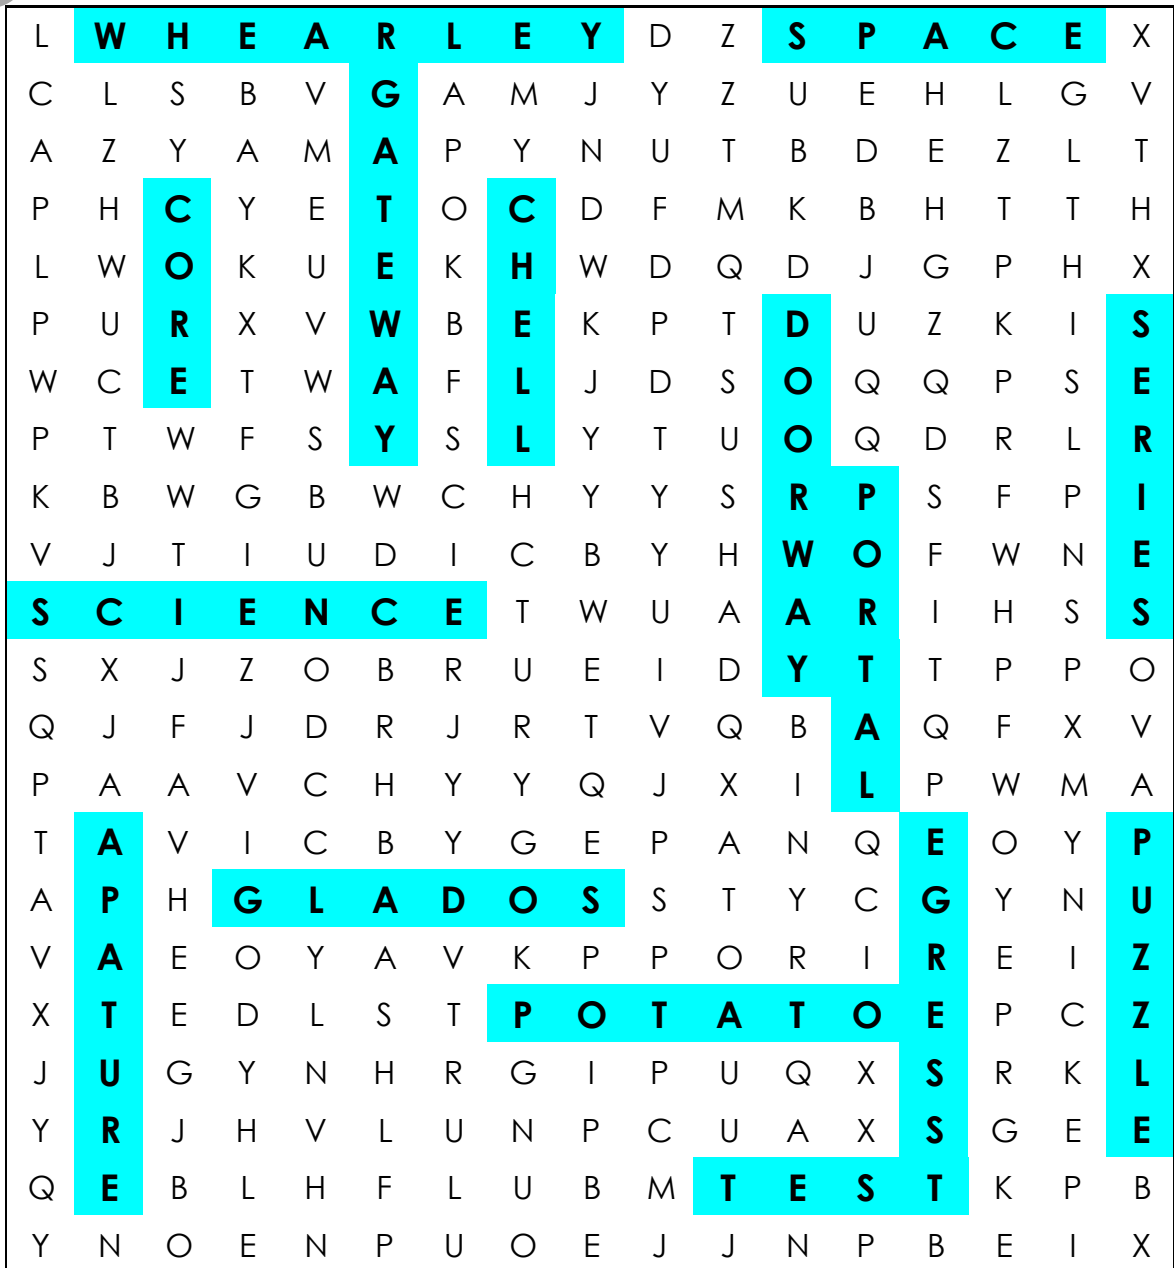 L W H E A R L E Y D Z S P A C E X
C L S B V G A M J Y Z U E H L G V
A Z Y A M A P Y N U T B D E Z L T
P H C Y E T O C D F M K B H T T H
L W O K U E K H W D Q D J G P H X
P U R X V W B E K P T D U Z K I S
W C E T W A F L J D S O Q Q P S E
P T W F S Y S L Y T U O Q D R L R
K B W G B W C H Y Y S R P S F P I
V J T I U D I C B Y H W O F W N E
S C I E N C E T W U A A R I H S S
S X J Z O B R U E I D Y T T P P O
Q J F J D R J R T V Q B A Q F X V
P A A V C H Y Y Q J X I L P W M A
T A V I C B Y G E P A N Q E O Y P
A P H G L A D O S S T Y C G Y N U
V A E O Y A V K P P O R I R E I Z
X T E D L S T P O T A T O E P C Z
J U G Y N H R G I P U Q X S R K L
Y R J H V L U N P C U A X S G E E
Q E B L H F L U B M T E S T K P B
Y N O E N P U O E J J N P B E I X